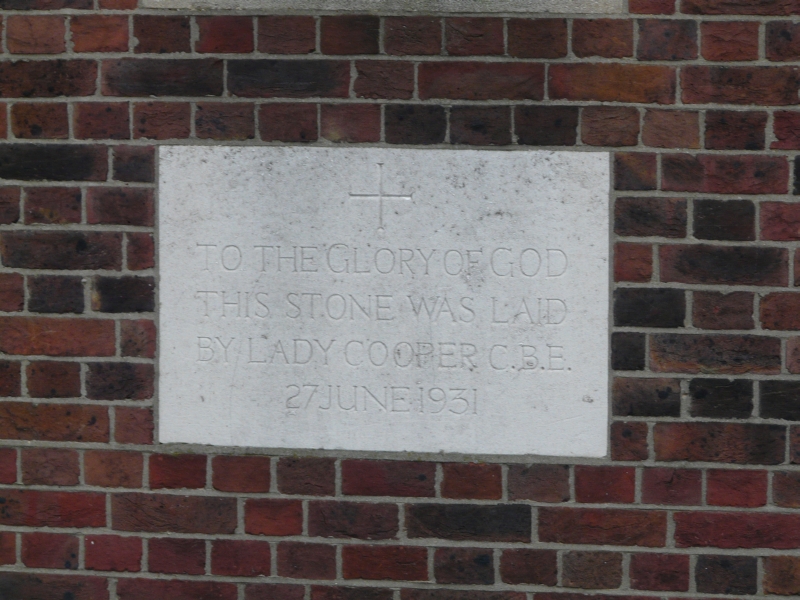 TO THE GLORY OF GOD
THIS STONE WAS LAID
BY LADY COOPER C.B.E.
27 JUNE 1931